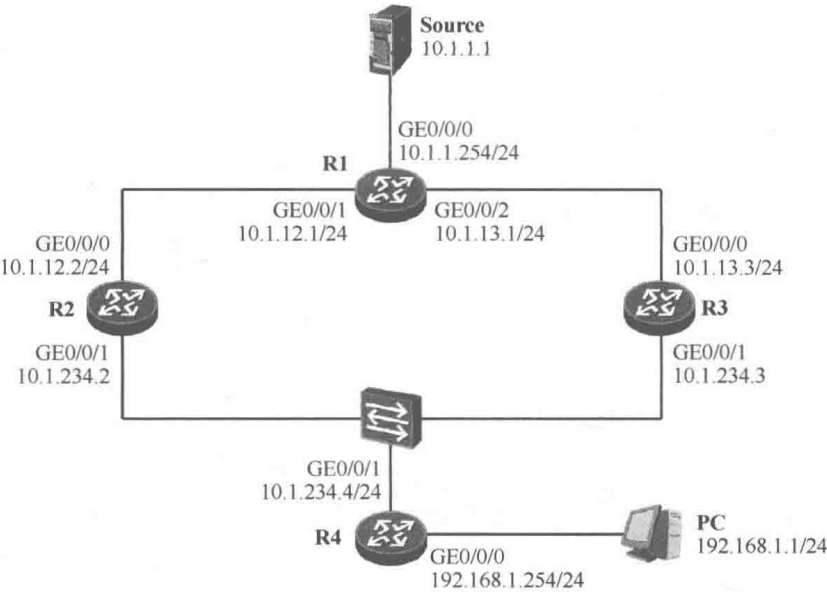 Source
10.1.1.1
GE0/0/0
10.1.1.254/24
R1
GE0/0/1
10.1.12.1/24
GE0/0/2
10.1.13.1/24
GE0/0/0
10.1.12.2/24
GE0/0/0
10.1.13.3/24
R2
R3
GE0/0/1
10.1.234.2
GE0/0/1
10.1.234.3
GE0/0/1
10.1.234.4/24
R4
GE0/0/0
192.168.1.254/24
PC
192.168.1.1/24